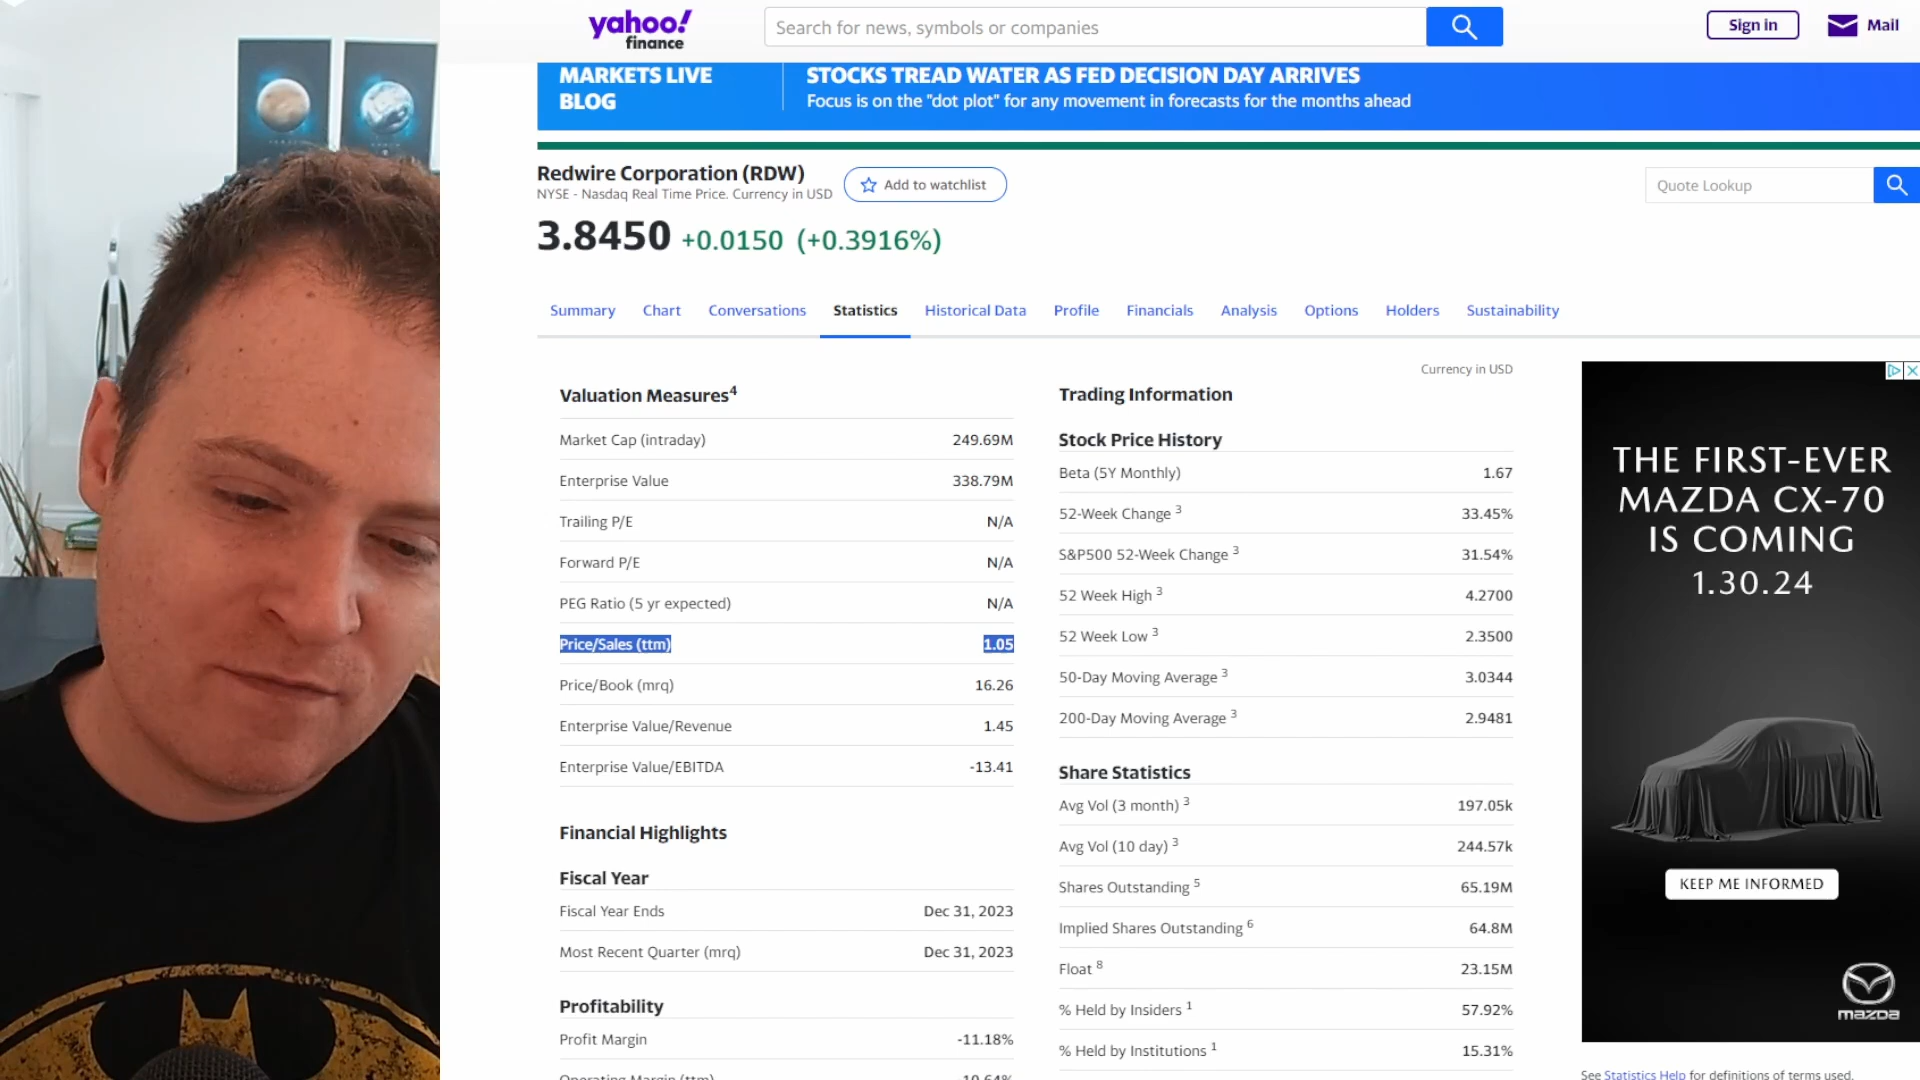 yahoo!
finance
Search for news, symbols or companies
Sign in
Mail
MARKETS LIVE
BLOG
STOCKS TREAD WATER AS FED DECISION DAY ARRIVES
Focus is on the "dot plot" for any movement in forecasts for the months ahead
Redwire Corporation (RDW)
NYSE - Nasdaq Real Time Price. Currency in USD
Add to watchlist
Quote Lookup
3.8450 +0.0150 (+0.3916%)
Summary Chart Conversations Statistics Historical Data Profile Financials Analysis Options Holders Sustainability
Currency in USD
Valuation Measures4
Market Cap (intraday) 249.69M
Enterprise Value 338.79M
Trailing P/E N/A
Forward P/E N/A
PEG Ratio (5 yr expected) N/A
Price/Sales (ttm) 1.05
Price/Book (mrq) 16.26
Enterprise Value/Revenue 1.45
Enterprise Value/EBITDA -13.41
Financial Highlights
Fiscal Year
Fiscal Year Ends Dec 31, 2023
Most Recent Quarter (mrq) Dec 31, 2023
Profitability
Profit Margin -11.18%
Operating Margin (ttm) -10.64%
Trading Information
Stock Price History
Beta (5Y Monthly) 1.67
52-Week Change 3 33.45%
S&P500 52-Week Change 3 31.54%
52 Week High 3 4.2700
52 Week Low 3 2.3500
50-Day Moving Average 3 3.0344
200-Day Moving Average 3 2.9481
Share Statistics
Avg Vol (3 month) 3 197.05k
Avg Vol (10 day) 3 244.57k
Shares Outstanding 5 65.19M
Implied Shares Outstanding 6 64.8M
Float 8 23.15M
% Held by Insiders 1 57.92%
% Held by Institutions 1 15.31%
THE FIRST-EVER
MAZDA CX-70
IS COMING
1.30.24
KEEP ME INFORMED
mazda
See Statistics Help for definitions of terms used.